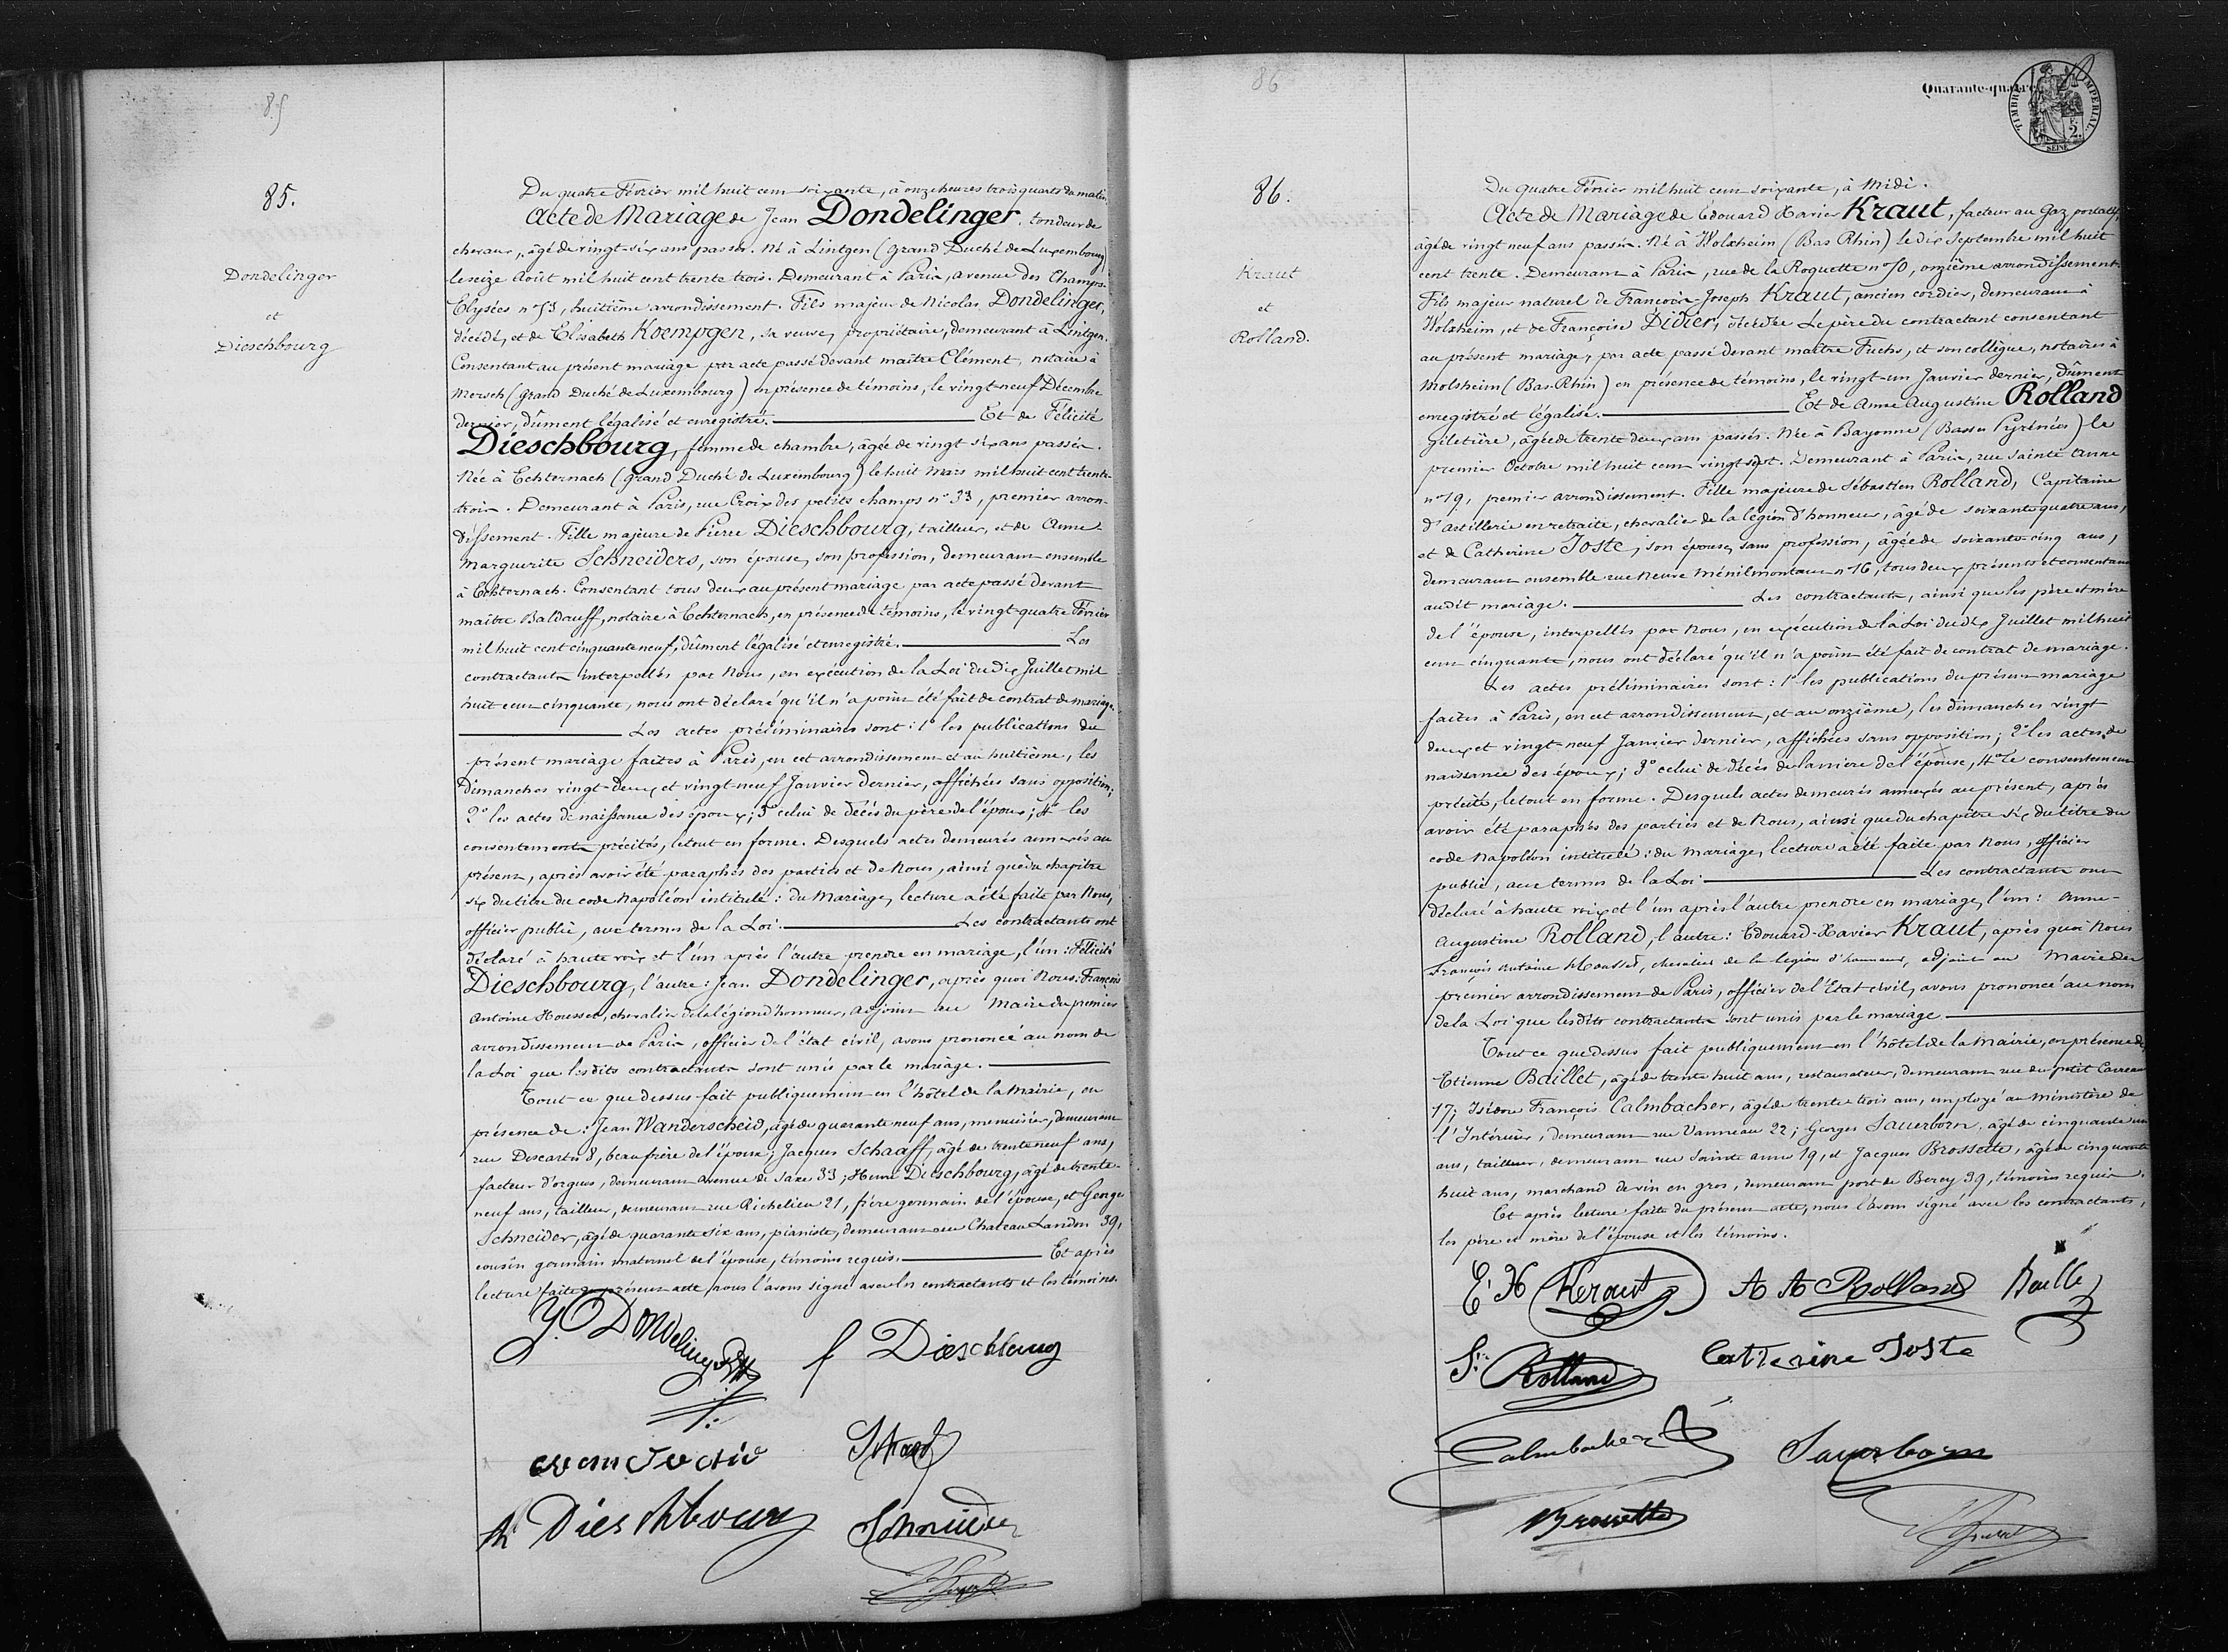 85
85.
Dondelinger
et
Dieschbourg
Du quatre Février mil huit cent soixante, à onze heures trois quarts du matin.
Acte de Mariage de Jean Dondelinger, tondeur de
chevaux, âgé de vingt-six ans passés. Né à Lintgen (Grand Duché de Luxembourg)
le seize Août mil huit cent trente trois. Demeurant à Paris, avenue des Champs-
Elysées n° 53, huitième arrondissement. Fils majeur de Nicolas Dondelinger,
décédé, et de Elisabeth Koempgen, sa veuve, propriétaire, demeurant à Lintgen.
Consentant au présent mariage par acte passé devant maître Clément, notaire à
Mersch (Grand Duché de Luxembourg) en présence de témoins, le vingt-neuf Décembre
dernier, dûment légalisé et enregistré. Et de Félicité
Dieschbourg, femme de chambre, âgée de vingt six ans passés.
Née à Echternach (Grand Duché de Luxembourg) le huit Mars mil huit cent trente-
trois. Demeurant à Paris, rue Croix des petits champs n° 33, premier arron-
dissement. Fille majeure de Pierre Dieschbourg, tailleur, et de Anne
Marguerite Schneiders, son épouse, son profession, demeurant ensemble
à Echternach. Consentant tous deux au présent mariage par acte passé devant
maître Baldauff, notaire à Echternach, en présence de témoins, le vingt-quatre Février
mil huit cent cinquante neuf, dûment légalisé et enregistré. Les
contractants interpellés par Nous, en exécution de la Loi du dix Juillet mil
huit cent cinquante, nous ont déclaré qu'il n'a point été fait de contrat de mariage.
Les actes préliminaires sont : 1° les publications du
présent mariage faites à Paris, en cet arrondissement et au huitième, les
dimanches vingt-deux et vingt-neuf Janvier dernier, affichées sans opposition;
2° les actes de naissance des époux; 3° celui de décès du père de l'époux; 4° les
consentements précités, le tout en forme. Desquels actes demeurés annexés au
présent, après avoir été paraphés des parties et de Nous, ainsi que du chapitre
six du titre du code Napoléon intitulé : du Mariage, lecture a été faite par Nous,
officier public, aux termes de la Loi. Les contractants ont
déclaré à haute voix et l'un après l'autre prendre en mariage, l'un : Félicité
Dieschbourg, l'autre : Jean Dondelinger, après quoi Nous, François
Antoine Housset, chevalier de la légion d'honneur, adjoint au Maire du premier
arrondissement de Paris, officier de l'état civil, avons prononcé au nom de
la Loi que lesdits contractants sont unis par le mariage.
Tout ce que dessus fait publiquement en l'hôtel de la Mairie, en
présence de : Jean Wanderscheid, âgé de quarante neuf ans, menuisier, demeurant
rue Descartes 8, beau frère de l'épouse; Jacques Schaaff, âgé de trente neuf ans,
facteur d'orgues, demeurant avenue de Saxe 33; Henri Dieschbourg, âgé de trente-
neuf ans, tailleur, demeurant rue Richelieu 21, frère germain de l'épouse, et George
Schneider, âgé de quarante six ans, pianiste, demeurant rue Chateau Landon 39,
cousin germain maternel de l'épouse, témoins requis. Et après
lecture faite du présent acte nous l'avons signé avec les contractants et les témoins.
J. Dondelinger
f Dieschbourg
Schaaff
h Dieschbourg
Schneider
86
Quarante-quatre
TIMBRE IMPÉRIAL
2
SEINE
86.
Kraut
et
Rolland.
Du quatre Février mil huit cent soixante, à Midi.
Acte de Mariage de Edouard Xavier Kraut, facteur au Gaz portatif,
âgé de vingt neuf ans passés. Né à Wolxheim (Bas Rhin) le dix Septembre mil huit
cent trente. Demeurant à Paris, rue de la Roquette n° 70, onzième arrondissement.
Fils majeur naturel de François Joseph Kraut, ancien cordier, demeurant à
Wolxheim, et de Françoise Didier, décédée. Le père du contractant consentant
au présent mariage, par acte passé devant maître Fuchs, et son collègue, notaires à
Molsheim (Bas-Rhin) en présence de témoins, le vingt-un Janvier dernier, dûment
enregistré et légalisé. Et de Anne Augustine Rolland
giletière, âgée de trente deux ans passés. Née à Bayonne (Basses Pyrénées) le
premier Octobre mil huit cent vingt sept. Demeurant à Paris, rue Sainte Anne
n° 19, premier arrondissement. Fille majeure de Sébastien Rolland, Capitaine
d'artillerie en retraite, chevalier de la légion d'honneur, âgé de soixante quatre ans,
et de Catherine Joste, son épouse, sans profession, âgée de soixante-cinq ans,
demeurant ensemble rue Neuve Ménilmontant n° 16, tous deux présents et consentant
audit mariage. Les contractants, ainsi que les père et mère
de l'épouse, interpellés par Nous, en exécution de la Loi du dix Juillet mil huit
cent cinquante, nous ont déclaré qu'il n'a point été fait de contrat de mariage.
Les actes préliminaires sont : 1° les publications du présent mariage
faites à Paris, en cet arrondissement, et au onzième, les dimanches vingt
deux et vingt-neuf Janvier dernier, affichées sans opposition; 2° les actes de
naissance des époux; 3° celui de décès de la mère de l'épouse, 4° le consentement
précité, le tout en forme. Desquels actes demeurés annexés au présent, après
avoir été paraphés des parties et de Nous, ainsi que du chapitre six du titre du
code Napoléon intitulé : du Mariage, lecture a été faite par Nous, officier
public, aux termes de la Loi. Les contractants ont
déclaré à haute voix et l'un après l'autre prendre en mariage, l'un : Anne-
Augustine Rolland, l'autre : Edouard-Xavier Kraut, après quoi Nous
François Antoine Housset, chevalier de la légion d'honneur, adjoint au Maire du
premier arrondissement de Paris, officier de l'Etat civil, avons prononcé au nom
de la Loi que lesdits contractants sont unis par le mariage.
Tout ce que dessus fait publiquement en l'hôtel de la Mairie, en présence de
Etienne Baillet, âgé de trente huit ans, restaurateur, demeurant rue du petit Carreau
17; Isidore François Calmbacher, âgé de trente trois ans, employé au Ministère de
l'Intérieur, demeurant rue Vanneau 22; Georges Sauerborn, âgé de cinquante un
ans, tailleur, demeurant rue Sainte Anne 19, et Jacques Brossette, âgé de cinquante
huit ans, marchand de vin en gros, demeurant port de Bercy 39, témoins requis.
Et après lecture faite du présent acte, nous l'avons signé avec les contractants,
les père et mère de l'épouse et les témoins.
E. X Kraut
A A Rolland
Baillet
S. Rolland
Catherine Joste
Calmbacher
Sauerborn
Brossette